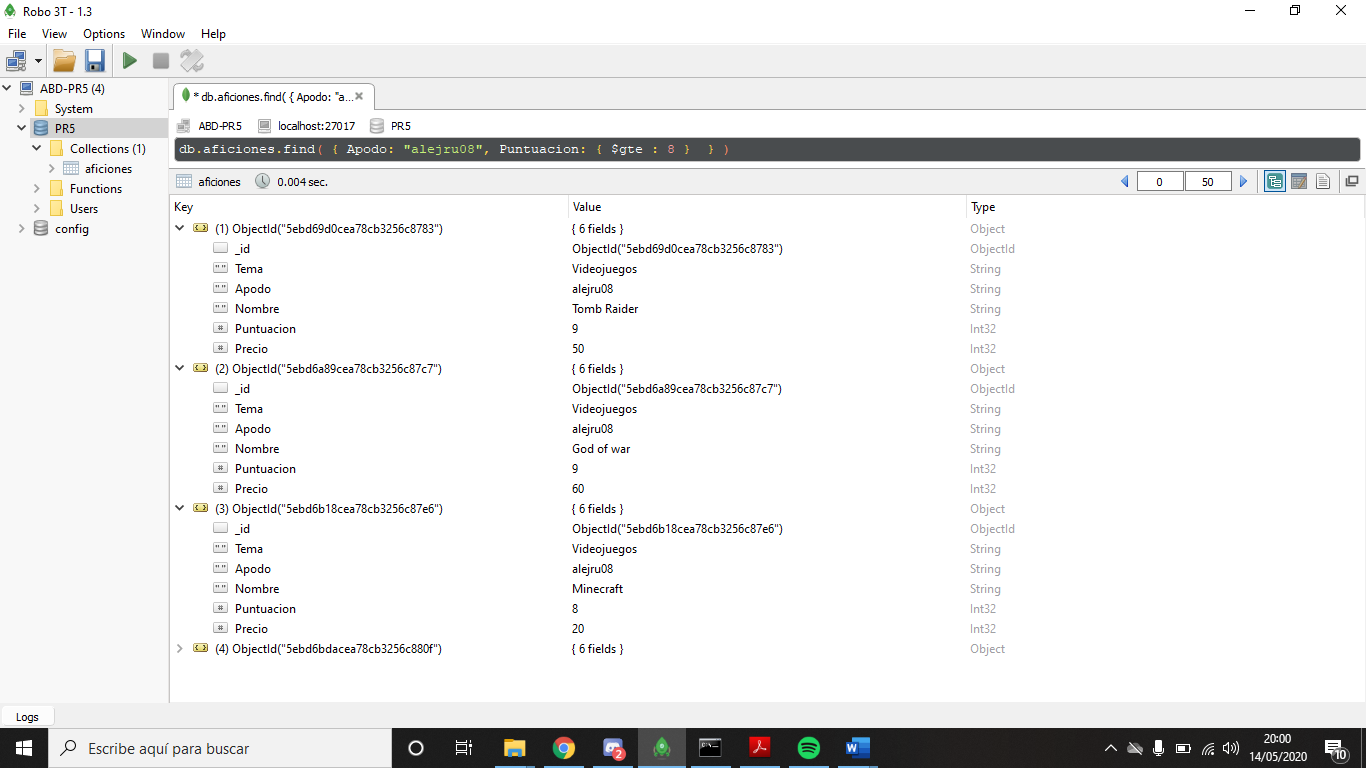 Robo 3T - 1.3
File View Options Window Help
ABD-PR5 (4)
System
PR5
Collections (1)
aficiones
Functions
Users
config
* db.aficiones.find( { Apodo: "a...
ABD-PR5 localhost:27017 PR5
db.aficiones.find( { Apodo: "alejru08", Puntuacion: { $gte : 8 } } )
aficiones 0.004 sec. 0 50
Key Value Type
(1) ObjectId("5ebd69d0cea78cb3256c8783") { 6 fields } Object
_id ObjectId("5ebd69d0cea78cb3256c8783") ObjectId
Tema Videojuegos String
Apodo alejru08 String
Nombre Tomb Raider String
Puntuacion 9 Int32
Precio 50 Int32
(2) ObjectId("5ebd6a89cea78cb3256c87c7") { 6 fields } Object
_id ObjectId("5ebd6a89cea78cb3256c87c7") ObjectId
Tema Videojuegos String
Apodo alejru08 String
Nombre God of war String
Puntuacion 9 Int32
Precio 60 Int32
(3) ObjectId("5ebd6b18cea78cb3256c87e6") { 6 fields } Object
_id ObjectId("5ebd6b18cea78cb3256c87e6") ObjectId
Tema Videojuegos String
Apodo alejru08 String
Nombre Minecraft String
Puntuacion 8 Int32
Precio 20 Int32
(4) ObjectId("5ebd6bdacea78cb3256c880f") { 6 fields } Object
Logs
Escribe aquí para buscar
2
20:00
14/05/2020
10